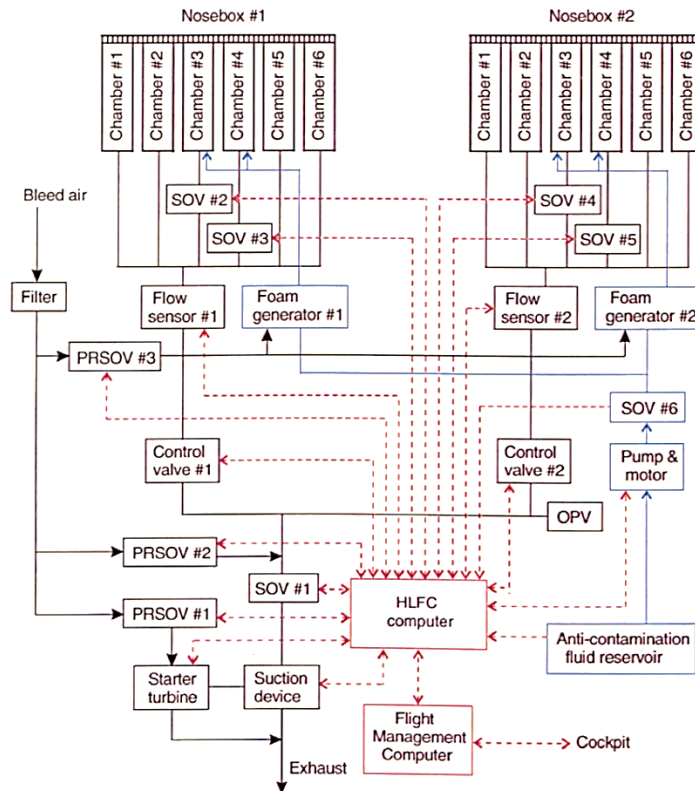 Nosebox #1
Nosebox #2
Chamber #1
Chamber #2
Chamber #3
Chamber #4
Chamber #5
Chamber #6
Chamber #1
Chamber #2
Chamber #3
Chamber #4
Chamber #5
Chamber #6
Bleed air
SOV #2
SOV #4
SOV #3
SOV #5
Filter
Flow
sensor #1
Foam
generator #1
Flow
sensor #2
Foam
generator #2
PRSOV #3
SOV #6
Control
valve #1
Control
valve #2
Pump &
motor
OPV
PRSOV #2
SOV #1
HLFC
computer
PRSOV #1
Anti-contamination
fluid reservoir
Starter
turbine
Suction
device
Flight
Management
Computer
Cockpit
Exhaust